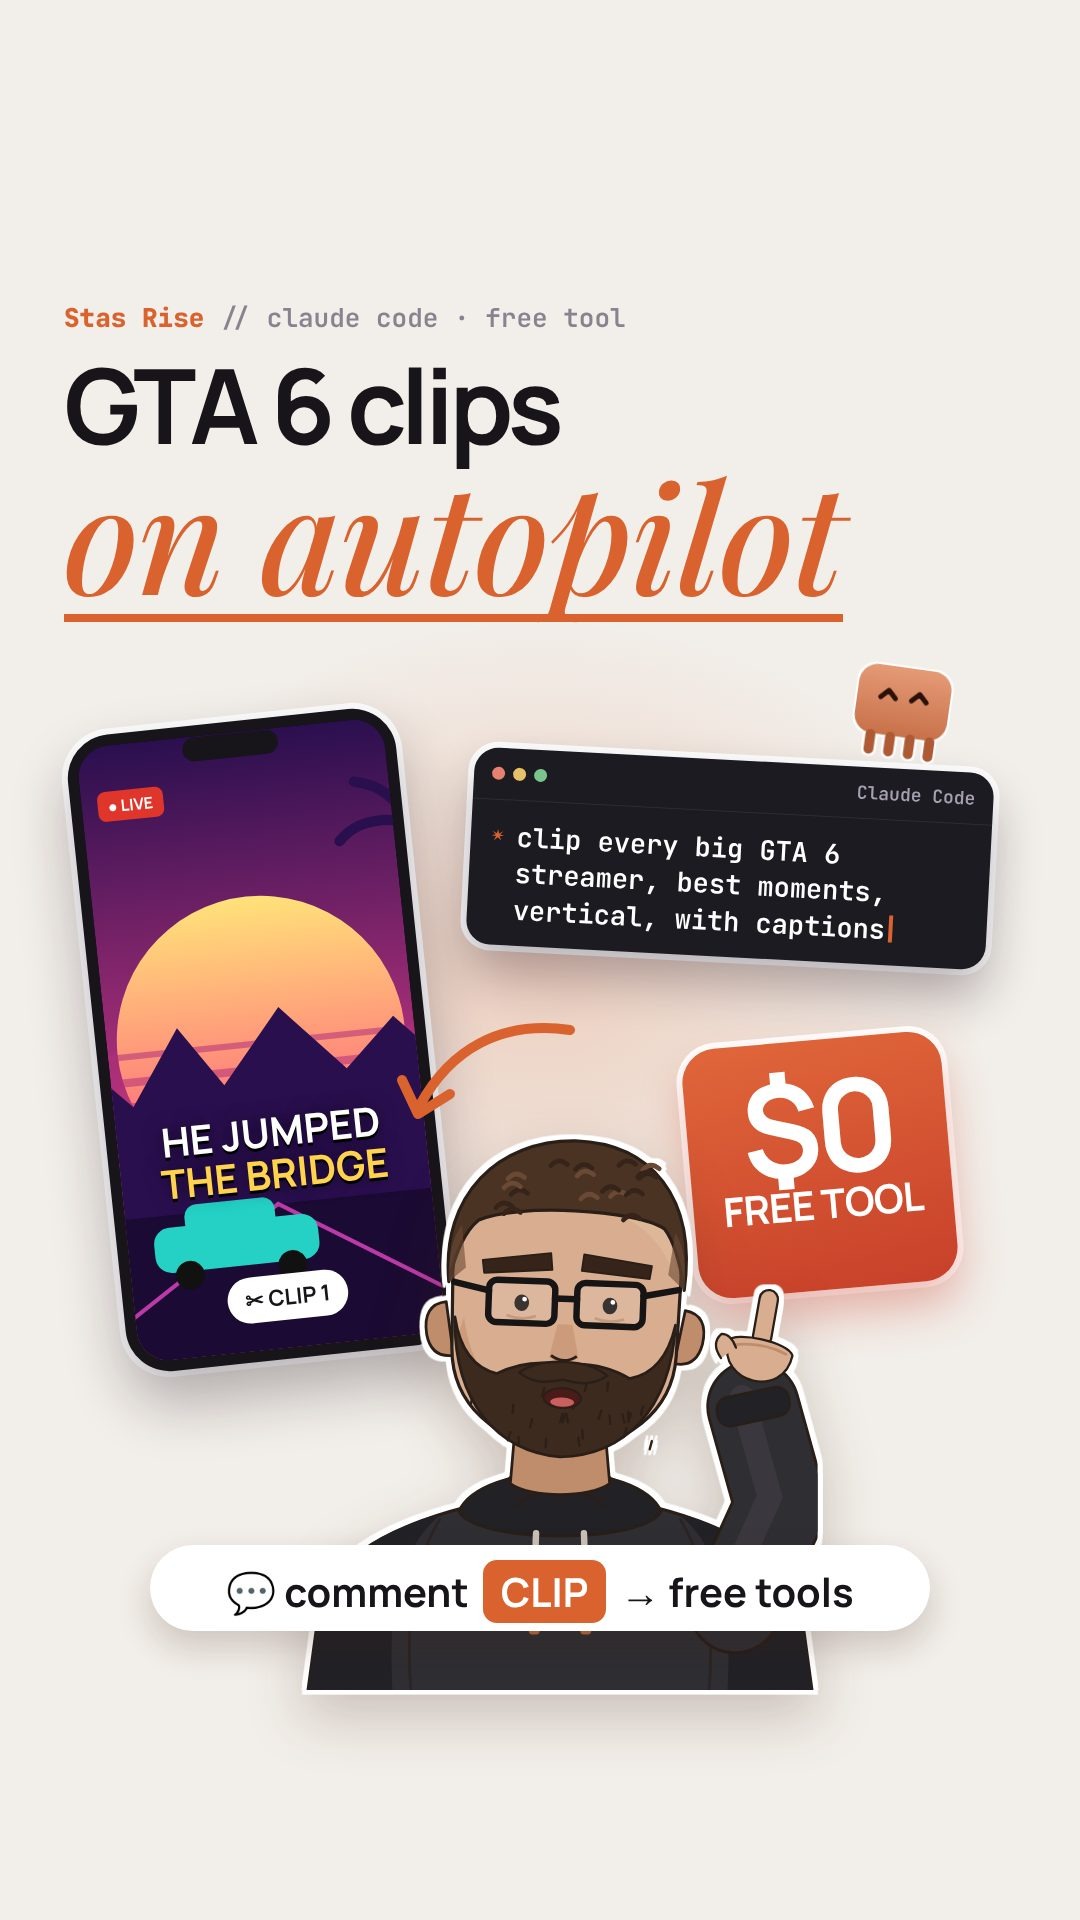 Stas Rise // claude code · free tool
GTA 6 clips
on autopilot
● LIVE
HE JUMPED
THE BRIDGE
✂ CLIP 1
Claude Code
✴ clip every big GTA 6
streamer, best moments,
vertical, with captions
$0
FREE TOOL
💬 comment CLIP → free tools